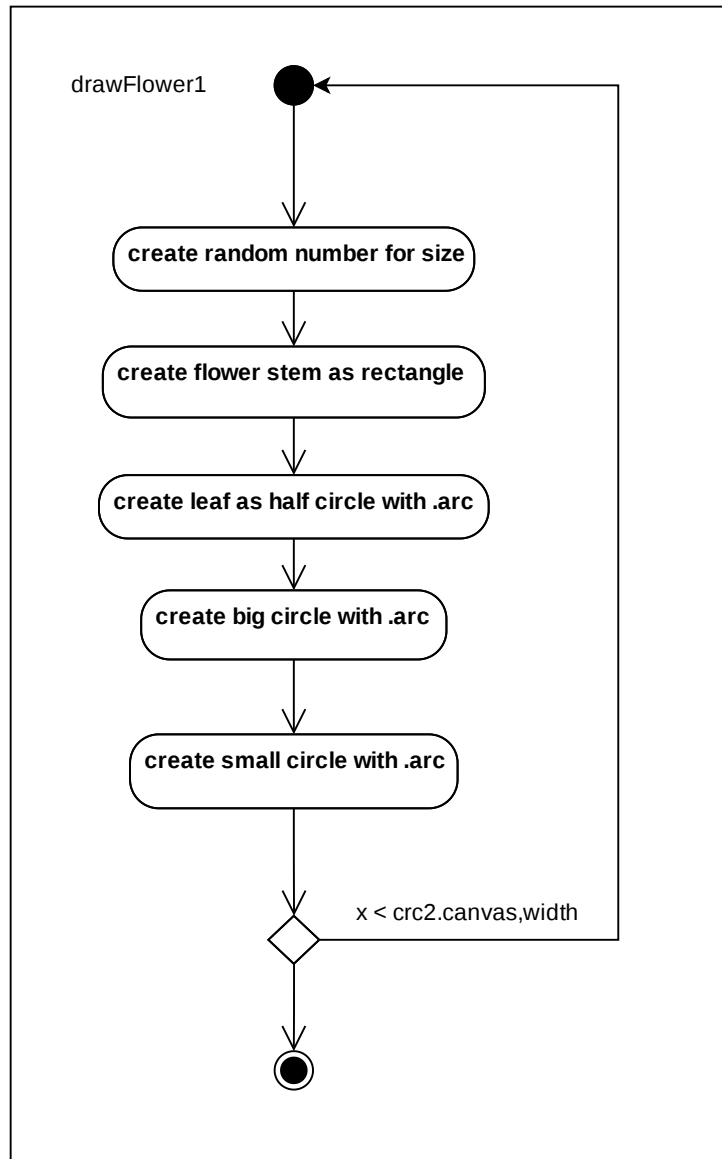 drawFlower1
create random number for size
create flower stem as rectangle
create leaf as half circle with .arc
create big circle with .arc
create small circle with .arc
x < crc2.canvas,width